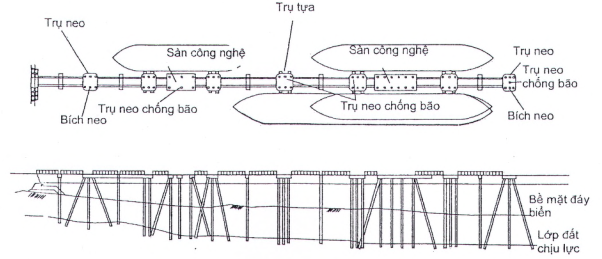 Trụ neo
Sàn công nghệ
Trụ tựa
Sàn công nghệ
Trụ neo
Trụ neo
chống bão
Bích neo
Trụ neo chống bão
Trụ neo chống bão
Bích neo
Bề mặt đáy
biển
Lớp đất
chịu lực